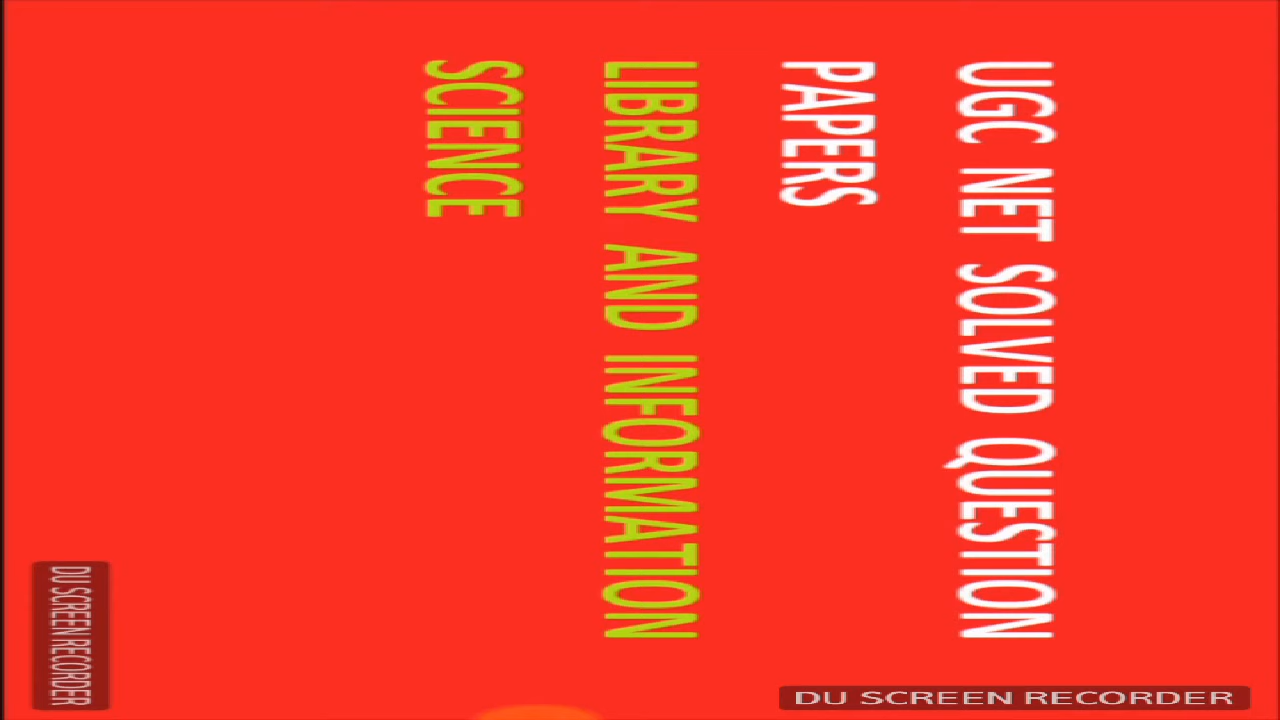 UGC NET SOLVED QUESTION
PAPERS
LIBRARY AND INFORMATION
SCIENCE
DU SCREEN RECORDER
DU SCREEN RECORDER